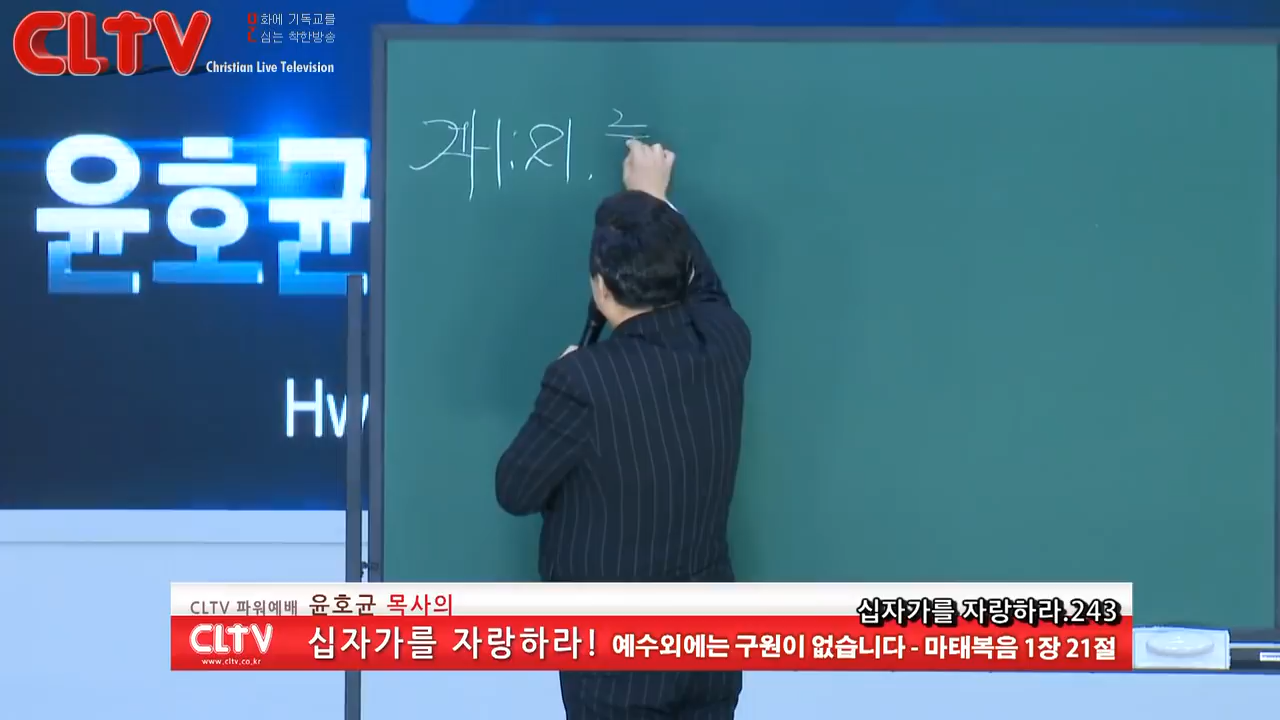 CLTV
문화에 기독교를
심는 착한방송
Christian Live Television
윤호균
Hw
1:21.
CLTV 파워예배 윤호균 목사의
십자가를 자랑하라.243
CLTV
www.cltv.co.kr
십자가를 자랑하라! 예수외에는 구원이 없습니다 - 마태복음 1장 21절